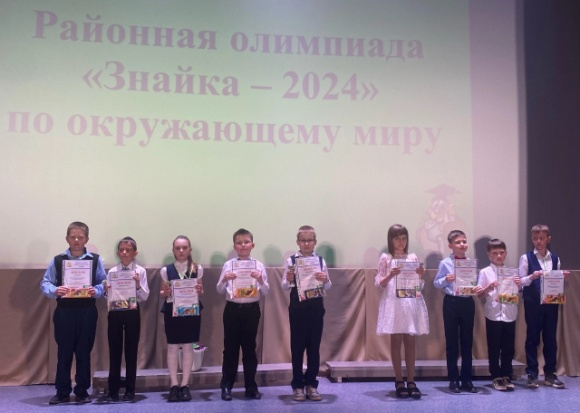 Районная олимпиада
«Знайка – 2024»
по окружающему миру